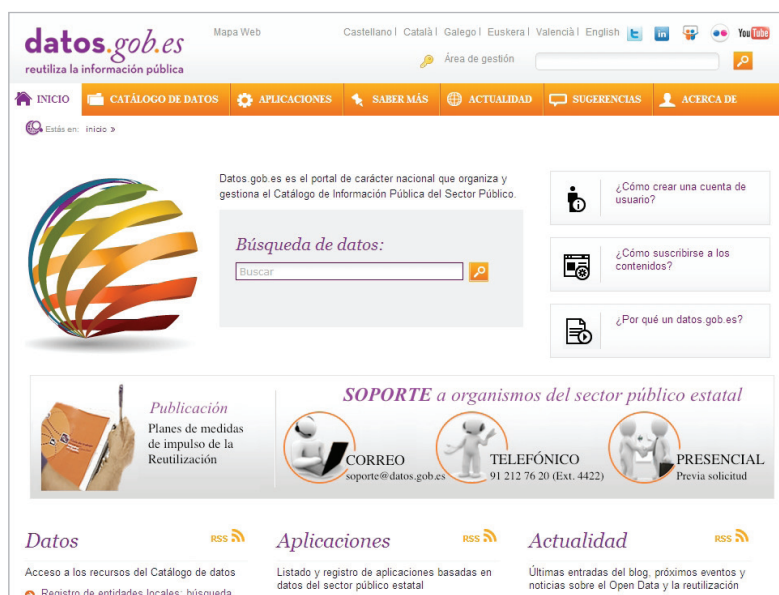 datos.gob.es
reutiliza la información pública
Mapa Web
Castellano | Català | Galego | Euskera | Valencià | English
You Tube
Área de gestión
INICIO CATÁLOGO DE DATOS APLICACIONES SABER MÁS ACTUALIDAD SUGERENCIAS ACERCA DE
Estás en: inicio »
Datos.gob.es es el portal de carácter nacional que organiza y
gestiona el Catálogo de Información Pública del Sector Público.
Búsqueda de datos:
Buscar
¿Cómo crear una cuenta de
usuario?
¿Cómo suscribirse a los
contenidos?
¿Por qué un datos.gob.es?
Publicación
Planes de medidas
de impulso de la
Reutilización
SOPORTE a organismos del sector público estatal
CORREO
soporte@datos.gob.es
TELEFÓNICO
91 212 76 20 (Ext. 4422)
PRESENCIAL
Previa solicitud
Datos RSS
Acceso a los recursos del Catálogo de datos
Registro de entidades locales: búsqueda
Aplicaciones RSS
Listado y registro de aplicaciones basadas en
datos del sector público estatal
Actualidad RSS
Últimas entradas del blog, próximos eventos y
noticias sobre el Open Data y la reutilización